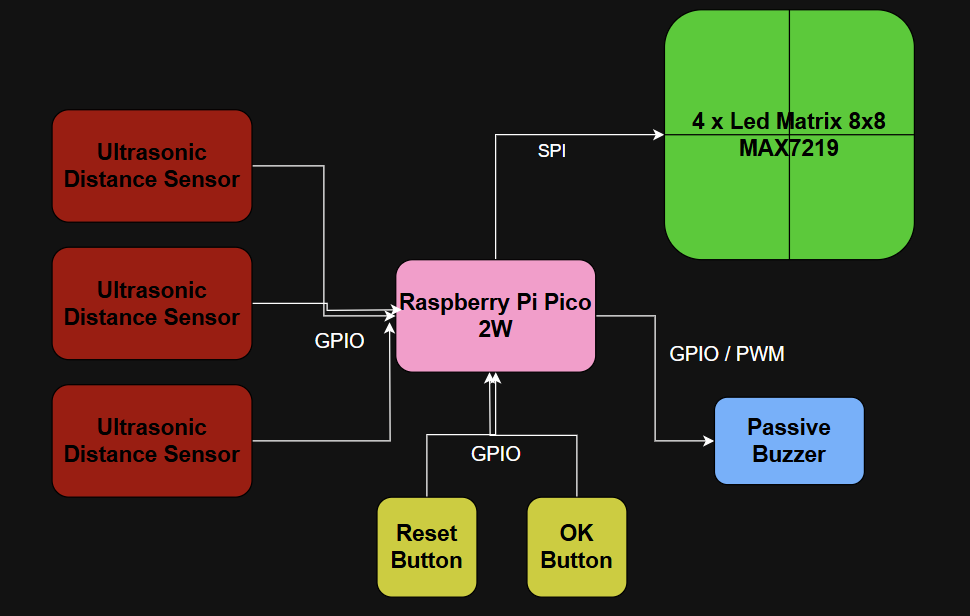 4 x Led Matrix 8x8
MAX7219
SPI
Ultrasonic
Distance Sensor
Ultrasonic
Distance Sensor
Raspberry Pi Pico
2W
GPIO
GPIO / PWM
Ultrasonic
Distance Sensor
GPIO
Passive
Buzzer
Reset
Button
OK
Button